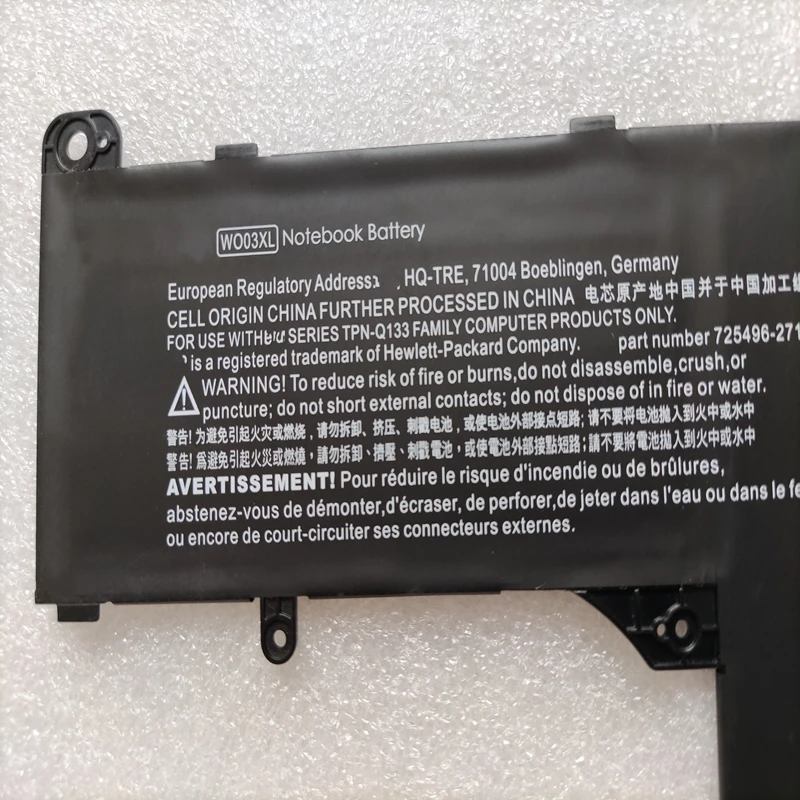 WO03XL Notebook Battery
European Regulatory Address , HQ-TRE, 71004 Boeblingen, Germany
CELL ORIGIN CHINA FURTHER PROCESSED IN CHINA 电芯原产地中国并于中国加工
FOR USE WITH SERIES TPN-Q133 FAMILY COMPUTER PRODUCTS ONLY.
is a registered trademark of Hewlett-Packard Company. part number 725496-271
WARNING! To reduce risk of fire or burns,do not disassemble,crush,or
puncture; do not short external contacts; do not dispose of in fire or water.
警告! 为避免引起火灾或燃烧，请勿拆卸、挤压、刺戳电池，或使电池外部接点短路; 请不要将电池抛入到火中或水中
警告! 爲避免引起火災或燃燒，請勿拆卸、擠壓、刺戳電池，或使電池外部接點短路; 請不要將電池拋入到火中或水中
AVERTISSEMENT! Pour réduire le risque d'incendie ou de brûlures,
abstenez-vous de démonter,d'écraser, de perforer,de jeter dans l'eau ou dans le
ou encore de court-circuiter ses connecteurs externes.